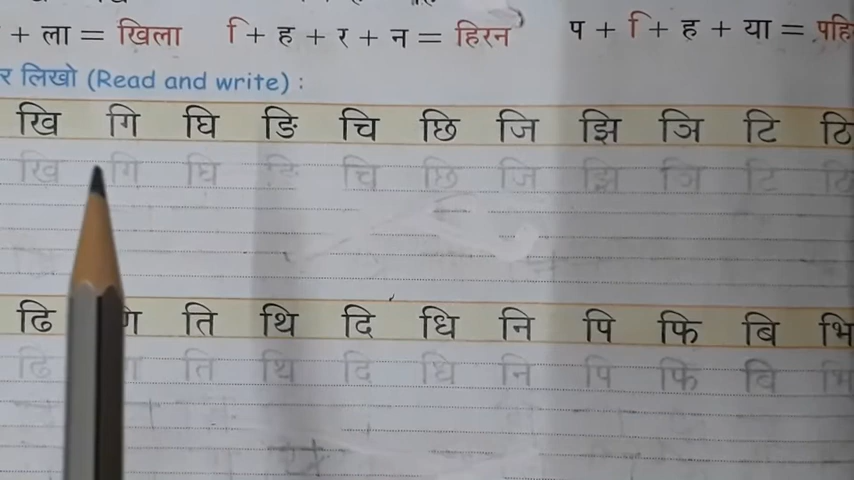 + ला = खिला ि + ह + र + न = हिरन प + ि + ह + या =
लिखो (Read and write) :
खि गि घि ङि चि छि जि झि ञि टि ठि
खि गि घि ङि चि छि जि झि ञि टि ठि
ढि ति थि दि धि नि पि फि बि भि
ढि ति थि दि धि नि पि फि बि भि